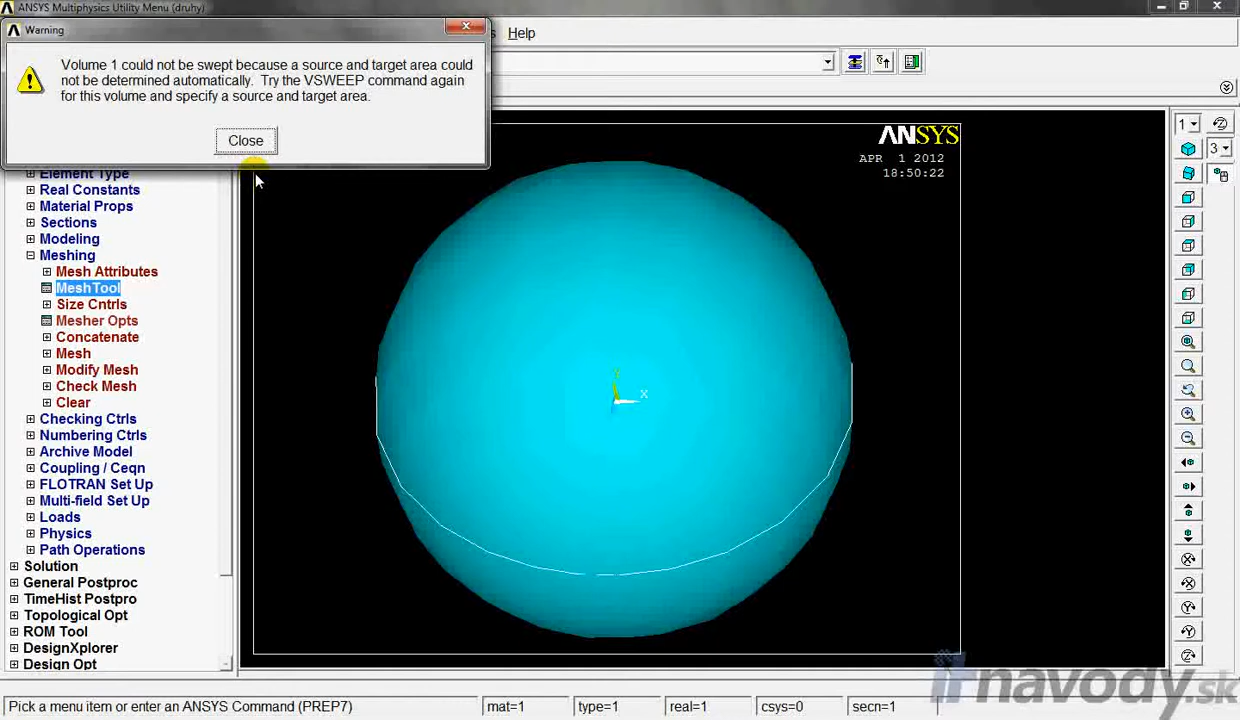 ANSYS Multiphysics Utility Menu (druhy)
Warning
Help
Volume 1 could not be swept because a source and target area could
not be determined automatically. Try the VSWEEP command again
for this volume and specify a source and target area.
Close
ANSYS
APR 1 2012
18:50:22
1
3
Element Type
Real Constants
Material Props
Sections
Modeling
Meshing
Mesh Attributes
MeshTool
Size Cntrls
Mesher Opts
Concatenate
Mesh
Modify Mesh
Check Mesh
Clear
Checking Ctrls
Numbering Ctrls
Archive Model
Coupling / Ceqn
FLOTRAN Set Up
Multi-field Set Up
Loads
Physics
Path Operations
Solution
General Postproc
TimeHist Postpro
Topological Opt
ROM Tool
DesignXplorer
Design Opt
Y
X
Pick a menu item or enter an ANSYS Command (PREP7)
mat=1
type=1
real=1
csys=0
secn=1
navody.sk